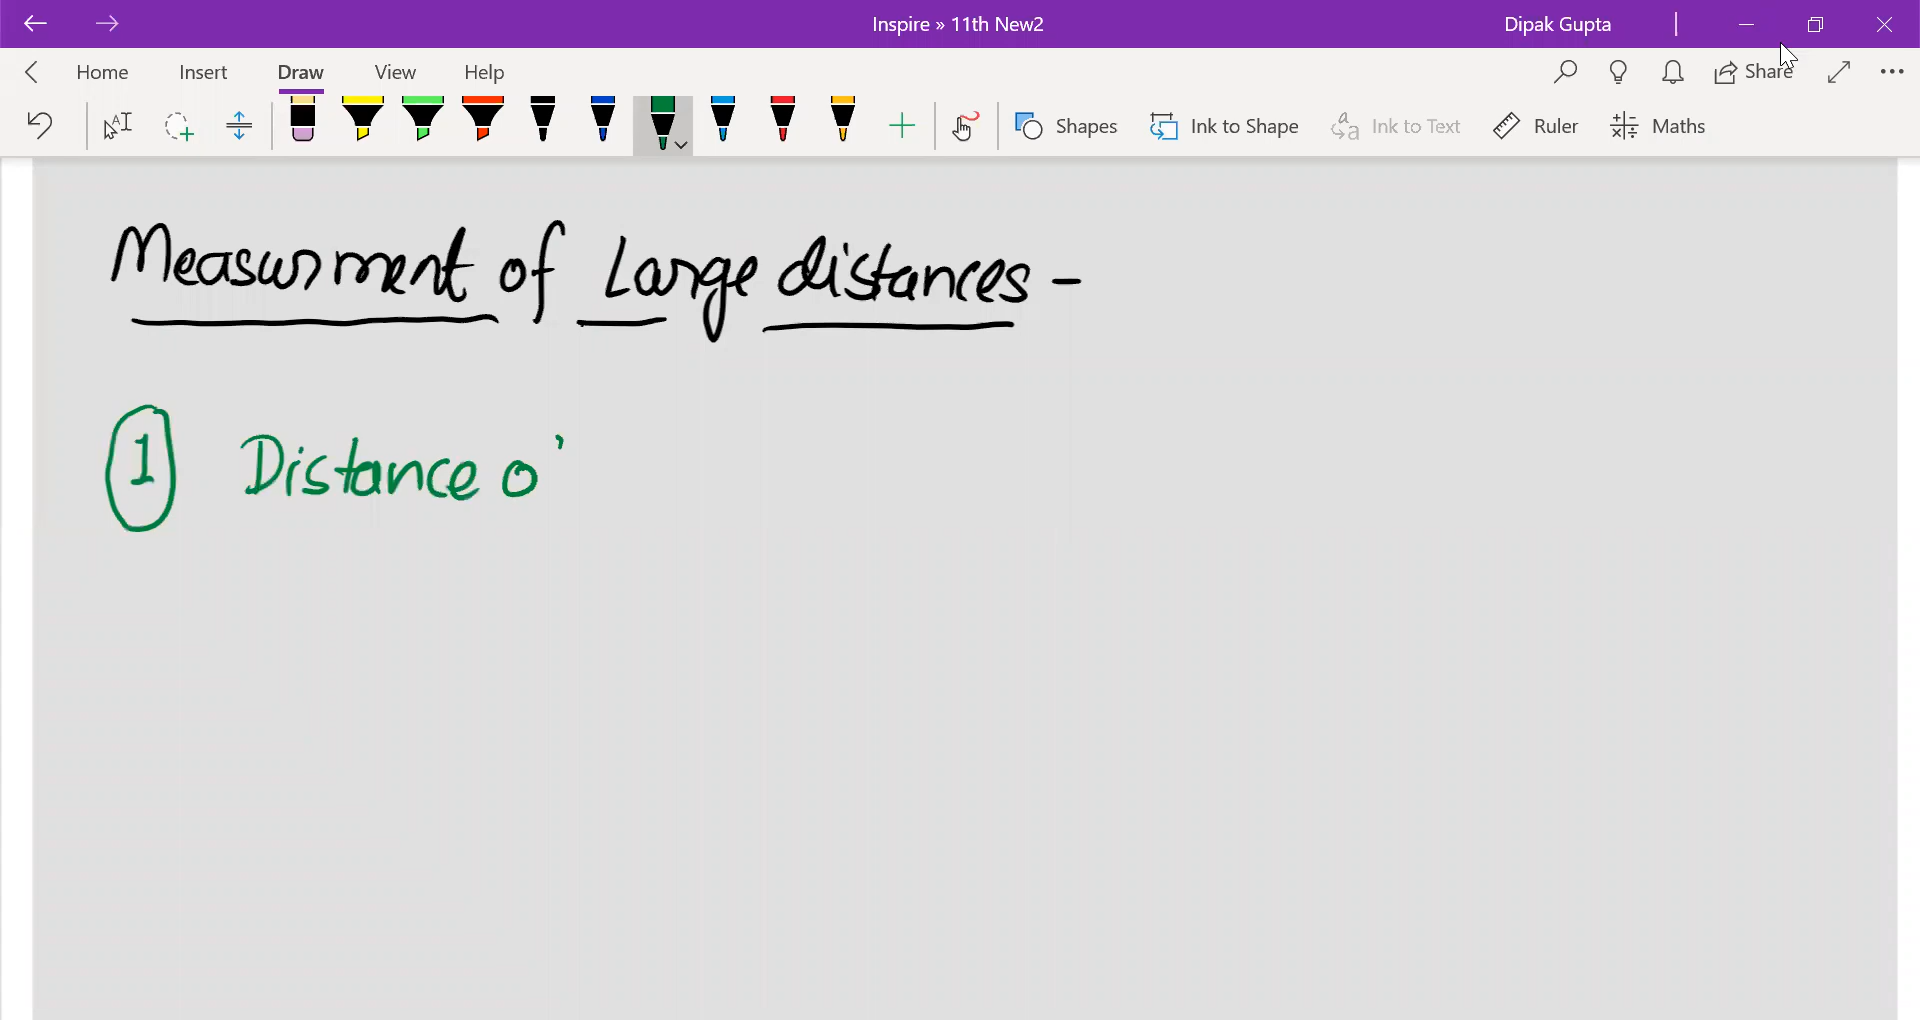 Inspire » 11th New2
Dipak Gupta
Home Insert Draw View Help
Share
Shapes Ink to Shape Ink to Text Ruler Maths
Measurment of Large distances -
1 Distance o'